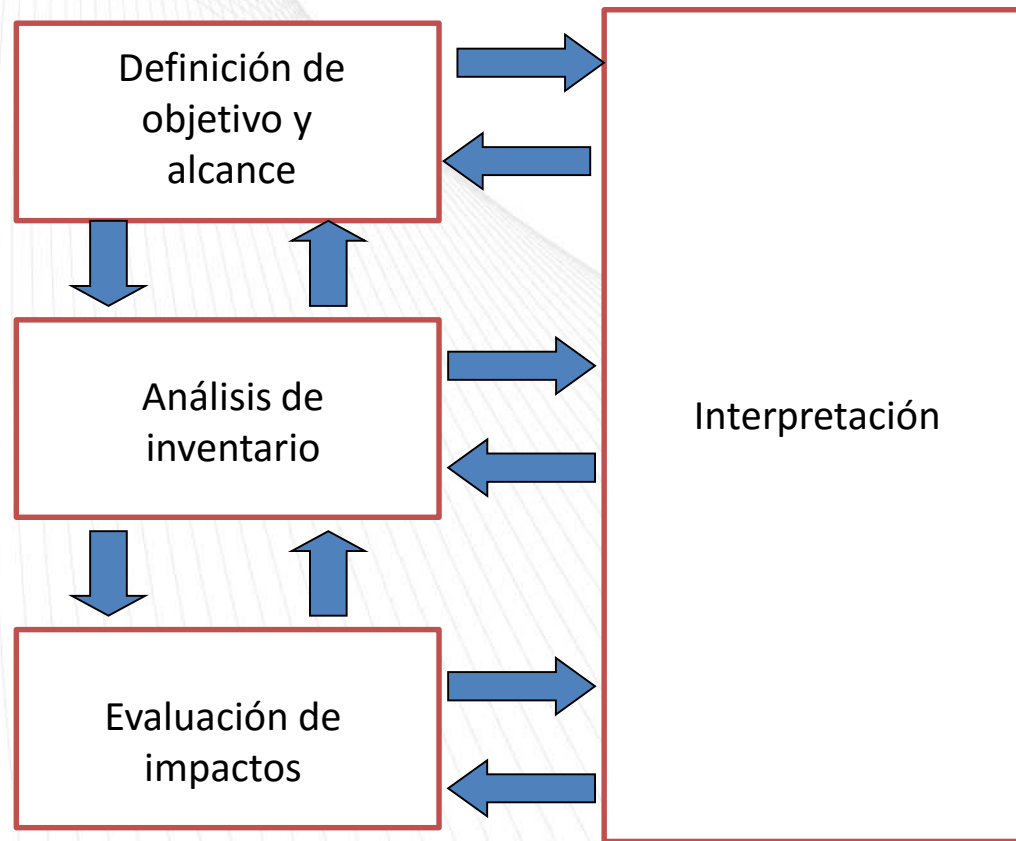 Definición de
objetivo y
alcance
Análisis de
inventario
Interpretación
Evaluación de
impactos